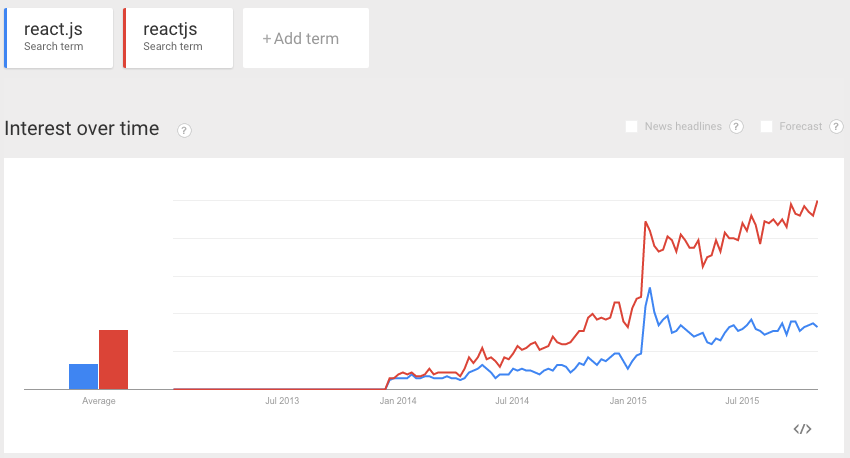 react.js
Search term
reactjs
Search term
+Add term
Interest over time ?
News headlines ?
Forecast ?
Average
Jul 2013
Jan 2014
Jul 2014
Jan 2015
Jul 2015
</>